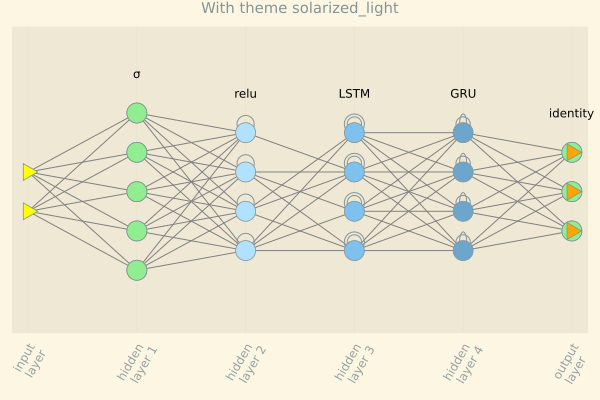 With theme solarized_light
σ
relu
LSTM
GRU
identity
input
layer
hidden
layer 1
hidden
layer 2
hidden
layer 3
hidden
layer 4
output
layer